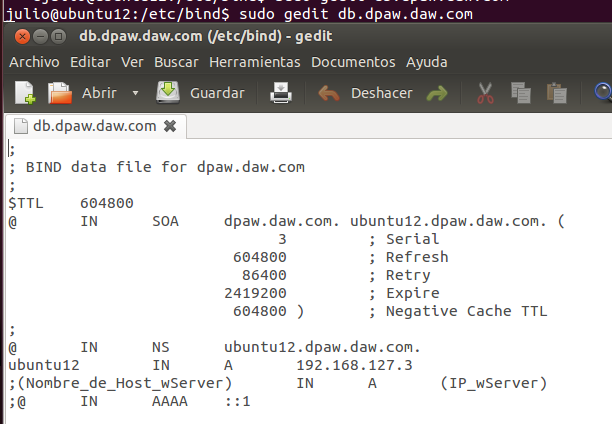 julio@ubuntu12:/etc/bind$ sudo gedit db.dpaw.daw.com
db.dpaw.daw.com (/etc/bind) - gedit
Archivo Editar Ver Buscar Herramientas Documentos Ayuda
Abrir Guardar Deshacer
db.dpaw.daw.com
;
; BIND data file for dpaw.daw.com
;
$TTL 604800
@ IN SOA dpaw.daw.com. ubuntu12.dpaw.daw.com. (
3 ; Serial
604800 ; Refresh
86400 ; Retry
2419200 ; Expire
604800 ) ; Negative Cache TTL
;
@ IN NS ubuntu12.dpaw.daw.com.
ubuntu12 IN A 192.168.127.3
;(Nombre_de_Host_wServer) IN A (IP_wServer)
;@ IN AAAA ::1